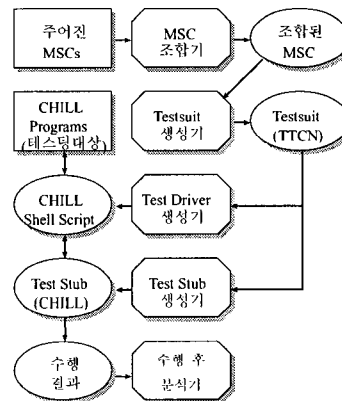 주어진
MSCs
MSC
조합기
조합된
MSC
CHILL
Programs
(테스팅대상)
Testsuit
생성기
Testsuit
(TTCN)
CHILL
Shell Script
Test Driver
생성기
Test Stub
(CHILL)
Test Stub
생성기
수행
결과
수행 후
분석기